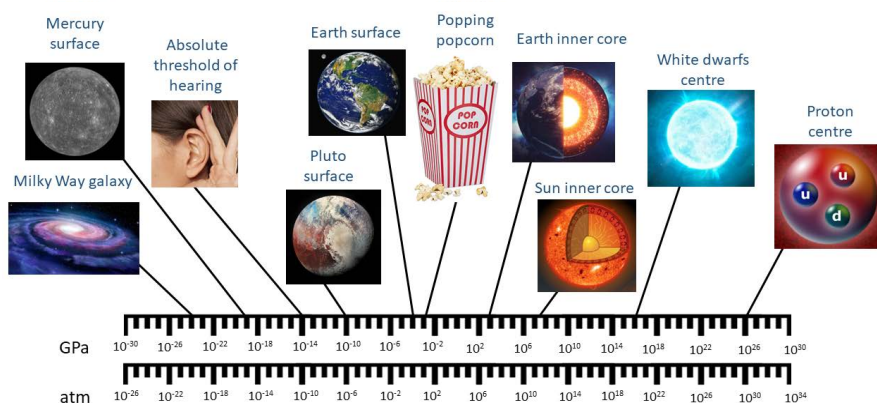 Mercury
surface
Absolute
threshold of
hearing
Earth surface
Popping
popcorn
Earth inner core
White dwarfs
centre
Proton
centre
Milky Way galaxy
Pluto
surface
Sun inner core
POP
CORN
POP
CORN
u
u
d
GPa 10⁻³⁰ 10⁻²⁶ 10⁻²² 10⁻¹⁸ 10⁻¹⁴ 10⁻¹⁰ 10⁻⁶ 10⁻² 10² 10⁶ 10¹⁰ 10¹⁴ 10¹⁸ 10²² 10²⁶ 10³⁰
atm 10⁻²⁶ 10⁻²² 10⁻¹⁸ 10⁻¹⁴ 10⁻¹⁰ 10⁻⁶ 10⁻² 10² 10⁶ 10¹⁰ 10¹⁴ 10¹⁸ 10²² 10²⁶ 10³⁰ 10³⁴